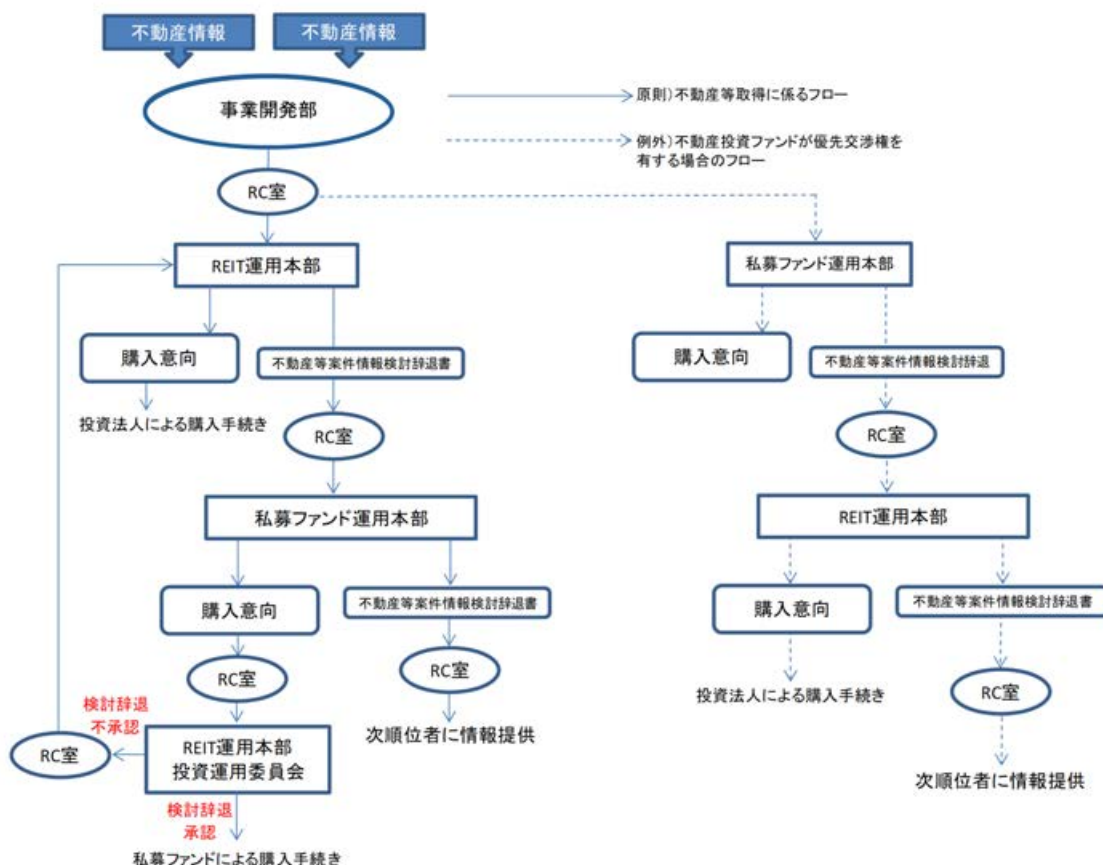 不動産情報
不動産情報
事業開発部
原則)不動産等取得に係るフロー
例外)不動産投資ファンドが優先交渉権を
有する場合のフロー
RC室
REIT運用本部
私募ファンド運用本部
購入意向
不動産等案件情報検討辞退書
購入意向
不動産等案件情報検討辞退
投資法人による購入手続き
RC室
RC室
私募ファンド運用本部
REIT運用本部
購入意向
不動産等案件情報検討辞退書
購入意向
不動産等案件情報検討辞退書
RC室
RC室
投資法人による購入手続き
RC室
検討辞退
不承認
次順位者に情報提供
RC室
REIT運用本部
投資運用委員会
次順位者に情報提供
検討辞退
承認
私募ファンドによる購入手続き